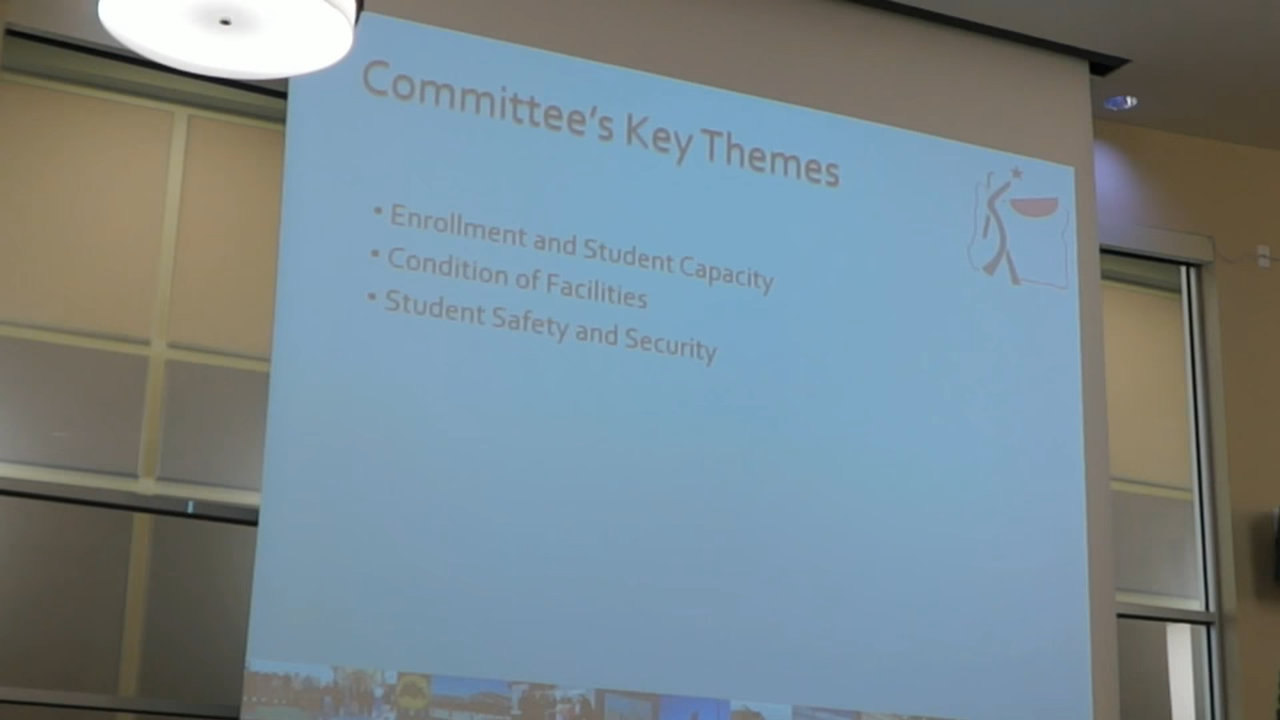 Committee's Key Themes
• Enrollment and Student Capacity
• Condition of Facilities
• Student Safety and Security